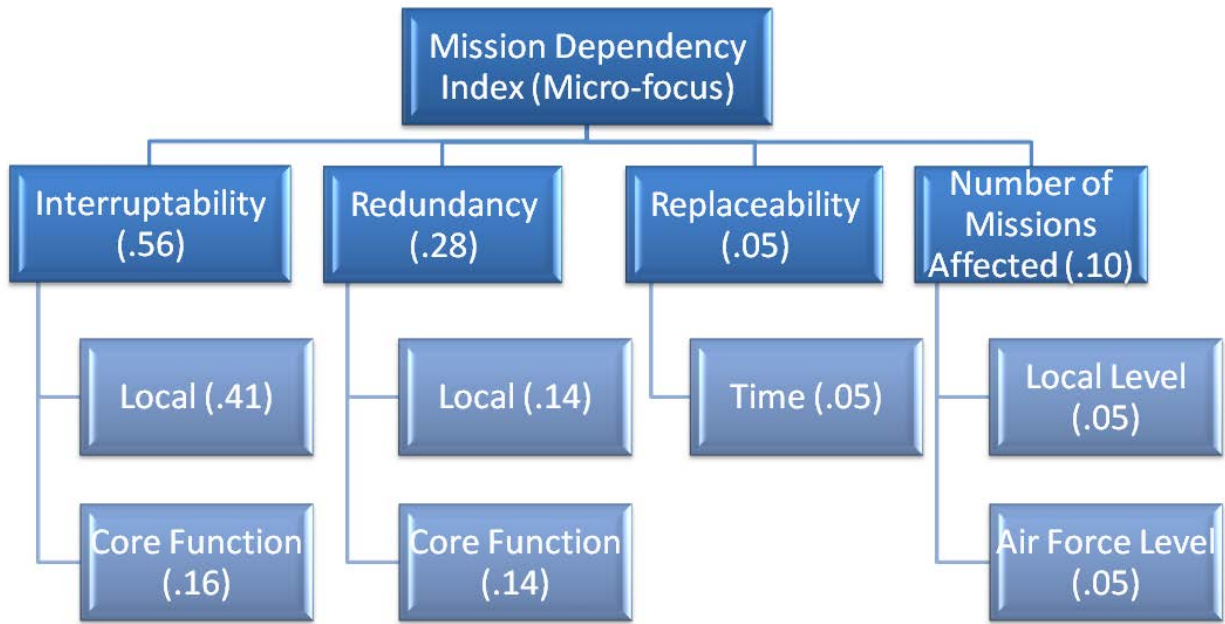 Mission Dependency
Index (Micro-focus)
Interruptability
(.56)
Redundancy
(.28)
Replaceability
(.05)
Number of
Missions
Affected (.10)
Local (.41)
Local (.14)
Time (.05)
Local Level
(.05)
Core Function
(.16)
Core Function
(.14)
Air Force Level
(.05)